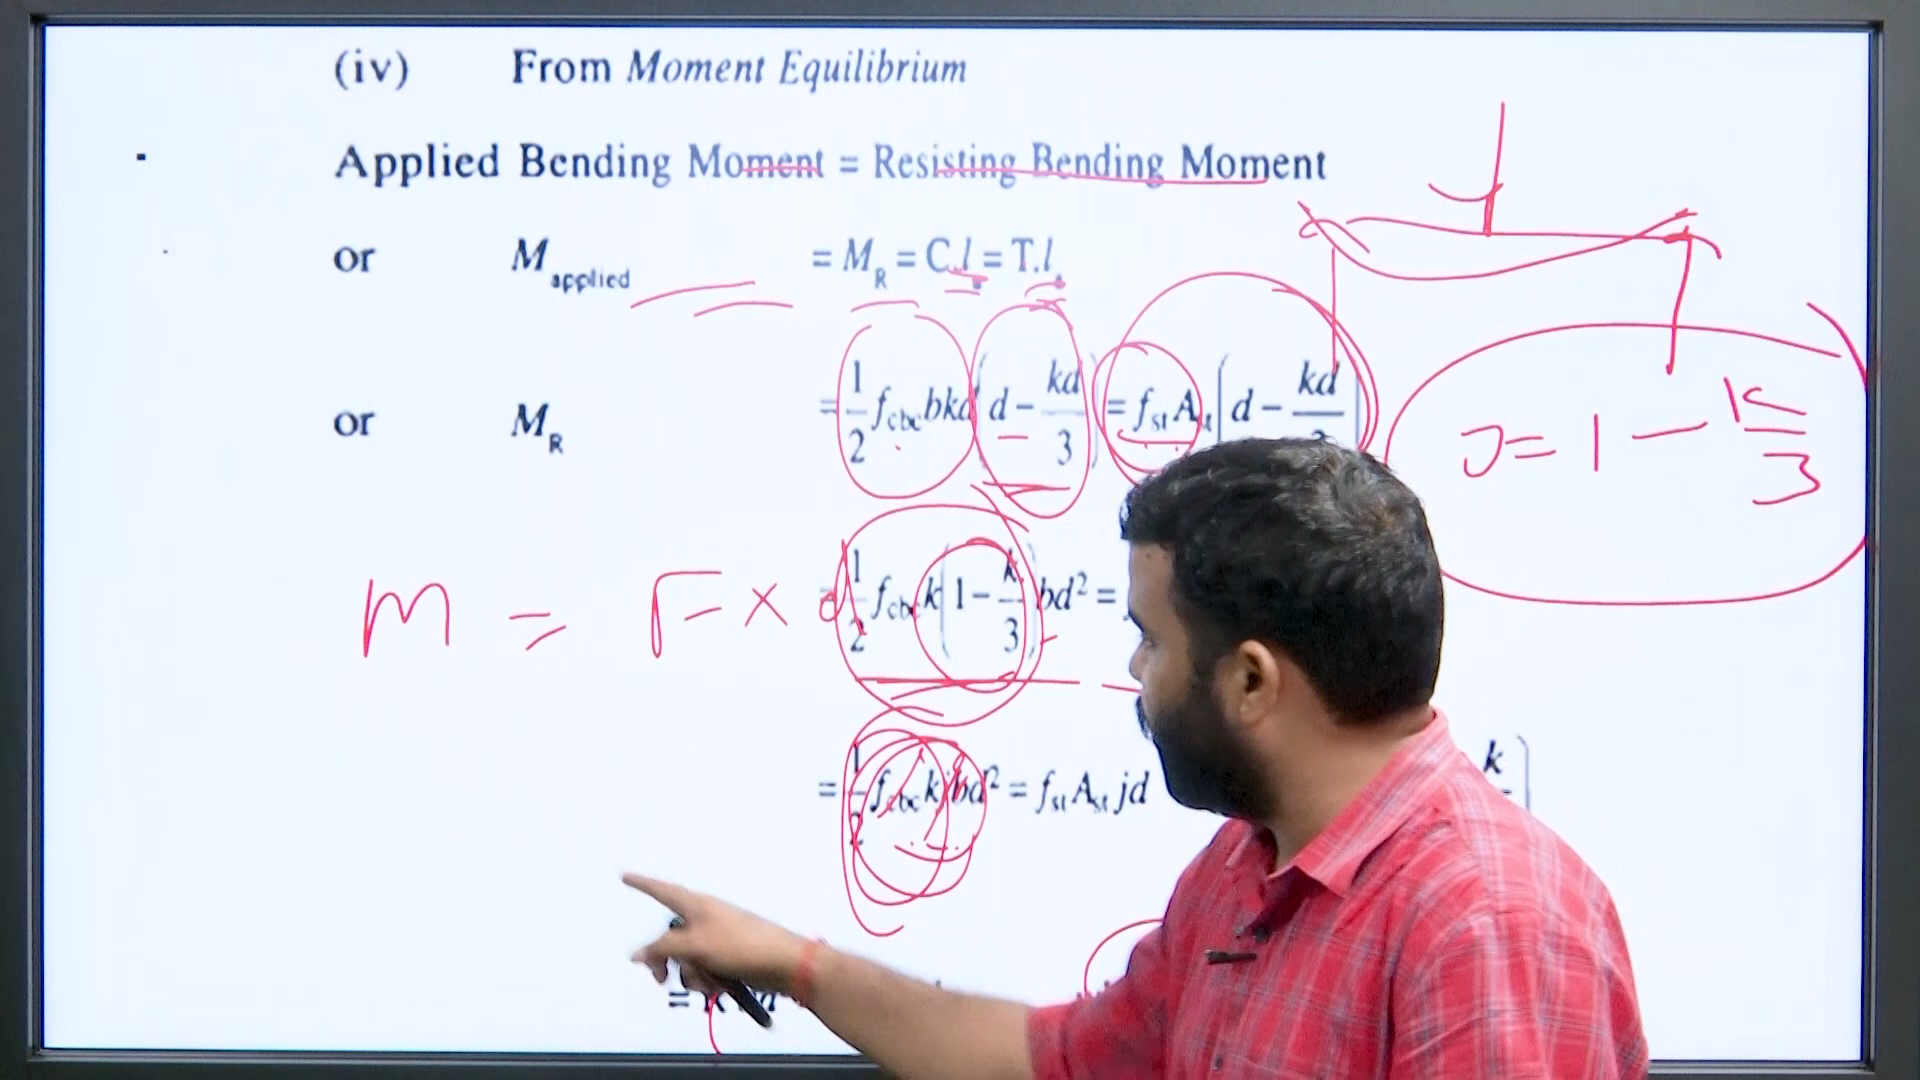 (iv) From Moment Equilibrium
Applied Bending Moment = Resisting Bending Moment
or M_applied = M_R = C.l = T.l
or M_R = 1/2 f_cbc bkd (d - kd/3) = f_st A_st [d - kd/
J = 1 - k/3
M = F × d
= 1/2 f_cbc k (1 - k/3) bd² =
= 1/2 f_cbc k j bd² = f_st A_st jd
k
=